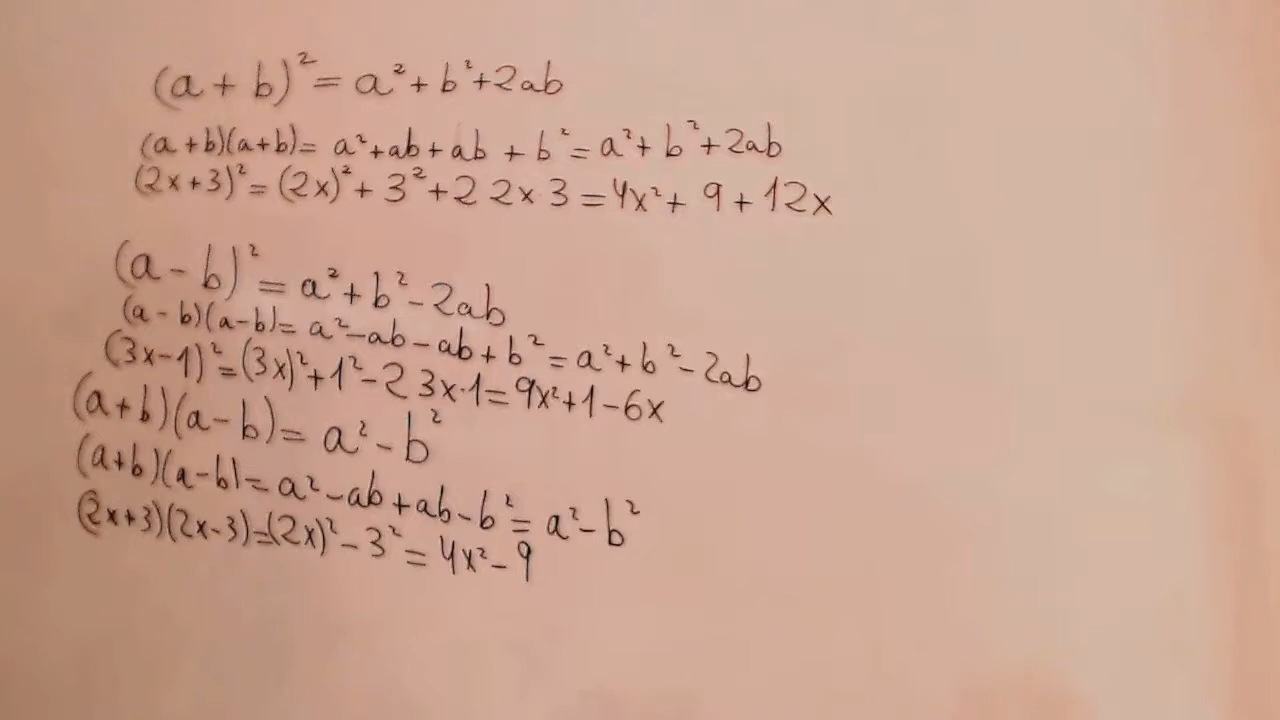 (a + b)² = a² + b² + 2ab
(a + b)(a + b) = a² + ab + ab + b² = a² + b² + 2ab
(2x + 3)² = (2x)² + 3² + 2 2x 3 = 4x² + 9 + 12x
(a - b)² = a² + b² - 2ab
(a - b)(a - b) = a² - ab - ab + b² = a² + b² - 2ab
(3x - 1)² = (3x)² + 1² - 2 3x · 1 = 9x² + 1 - 6x
(a + b)(a - b) = a² - b²
(a + b)(a - b) = a² - ab + ab - b² = a² - b²
(2x + 3)(2x - 3) = (2x)² - 3² = 4x² - 9